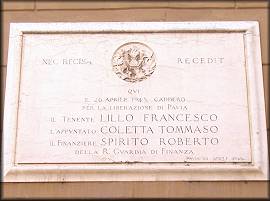 NEC RECISA RECEDIT
QUI
IL 26 APRILE 1945 CADDERO
PER LA LIBERAZIONE DI PAVIA
IL TENENTE LILLO FRANCESCO
L'APPUNTATO COLETTA TOMMASO
IL FINANZIERE SPIRITO ROBERTO
DELLA R. GUARDIA DI FINANZA